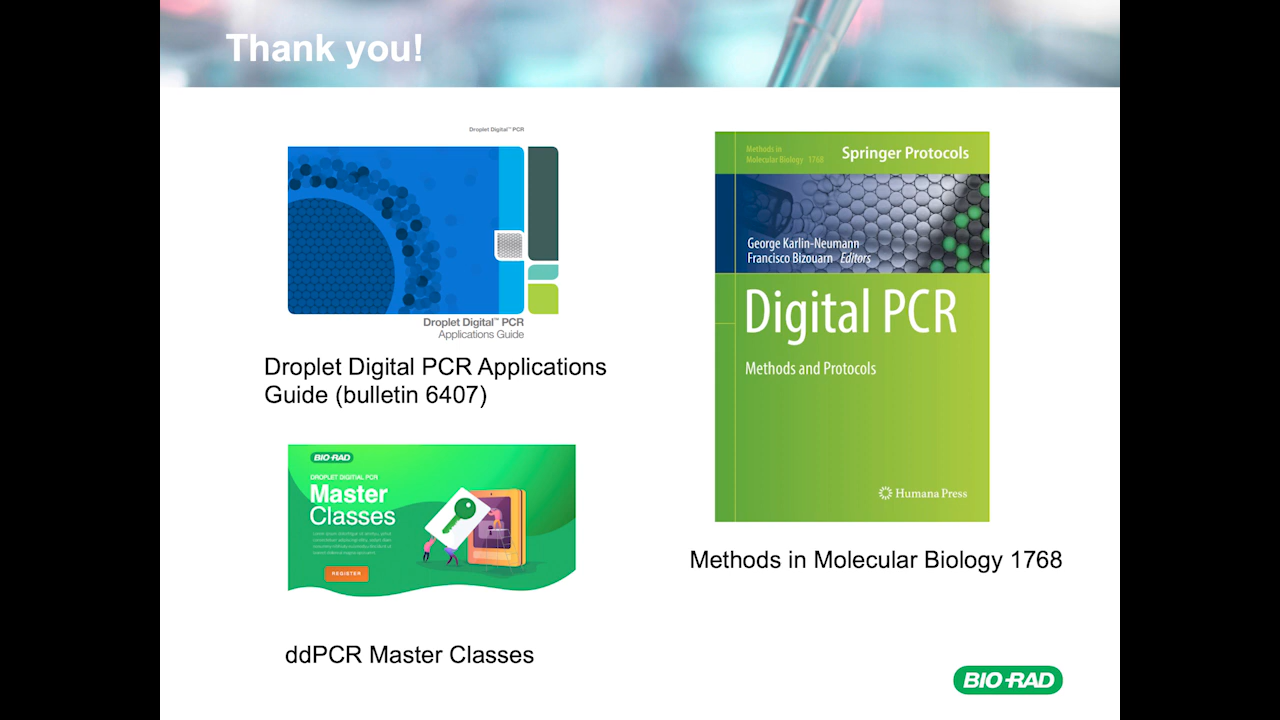 Thank you!
Droplet Digital™ PCR
Droplet Digital™ PCR
Applications Guide
Droplet Digital PCR Applications
Guide (bulletin 6407)
BIO-RAD
DROPLET DIGITIAL PCR
Master
Classes
REGISTER
ddPCR Master Classes
Methods in
Molecular Biology 1768
Springer Protocols
George Karlin-Neumann
Francisco Bizouarn Editors
Digital PCR
Methods and Protocols
Humana Press
Methods in Molecular Biology 1768
BIO-RAD